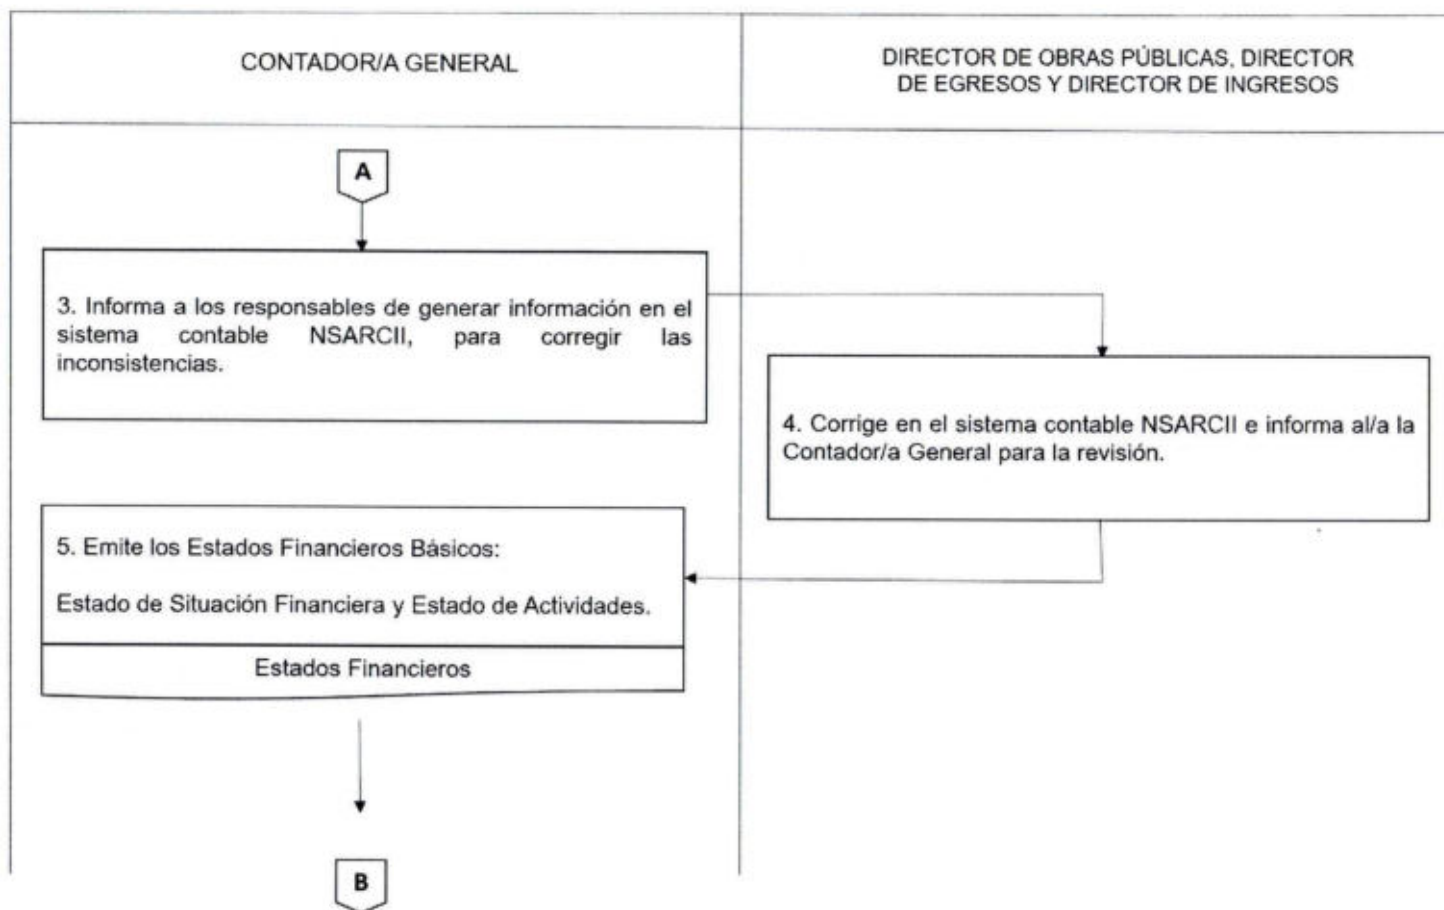 CONTADOR/A GENERAL
DIRECTOR DE OBRAS PÚBLICAS, DIRECTOR
DE EGRESOS Y DIRECTOR DE INGRESOS
A
3. Informa a los responsables de generar información en el
sistema contable NSARCII, para corregir las
inconsistencias.
4. Corrige en el sistema contable NSARCII e informa al/a la
Contador/a General para la revisión.
5. Emite los Estados Financieros Básicos:
Estado de Situación Financiera y Estado de Actividades.
Estados Financieros
B